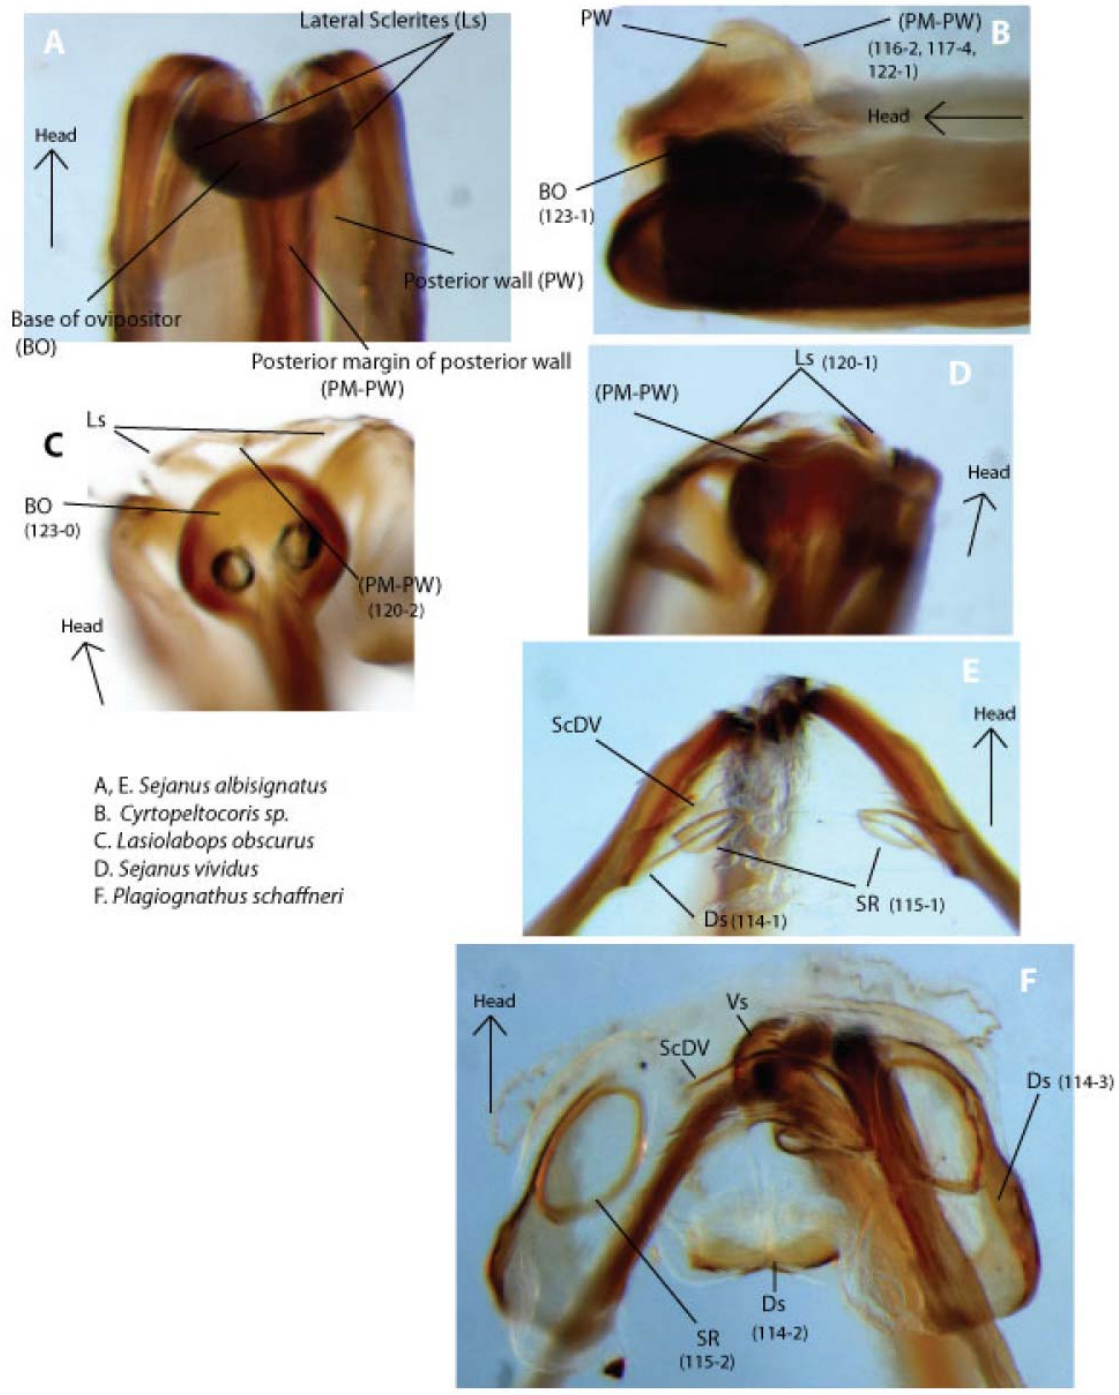 A
Lateral Sclerites (Ls)
Head
Posterior wall (PW)
Base of ovipositor
(BO)
Posterior margin of posterior wall
(PM-PW)
B
PW
(PM-PW)
(116-2, 117-4,
122-1)
Head
BO
(123-1)
C
Ls
BO
(123-0)
(PM-PW)
(120-2)
Head
D
Ls (120-1)
(PM-PW)
Head
A, E. Sejanus albisignatus
B. Cyrtopeltocoris sp.
C. Lasiolabops obscurus
D. Sejanus vividus
F. Plagiognathus schaffneri
E
ScDV
Head
SR (115-1)
Ds (114-1)
F
Head
Vs
ScDV
Ds (114-3)
Ds
(114-2)
SR
(115-2)